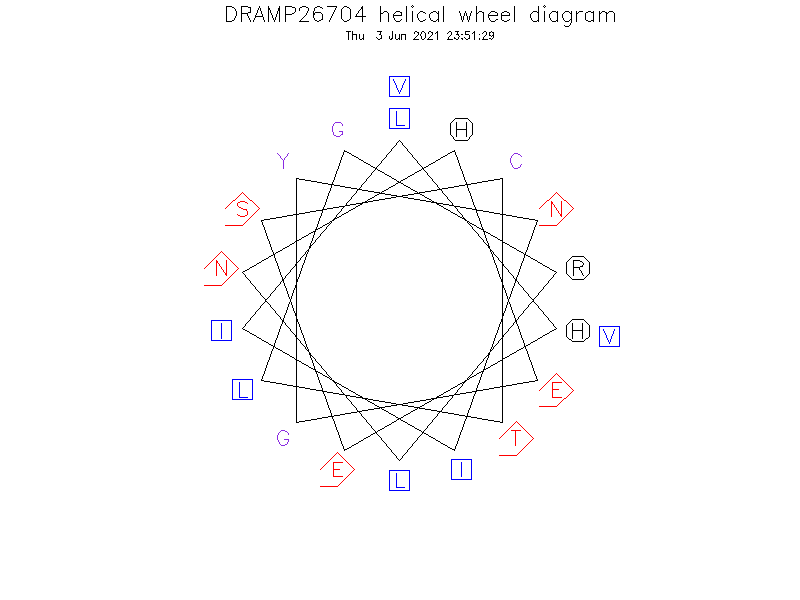 DRAMP26704 helical wheel diagram
Thu 3 Jun 2021 23:51:29
V
L
G H
Y C
S N
N R
I H V
L E
G T
E I
L